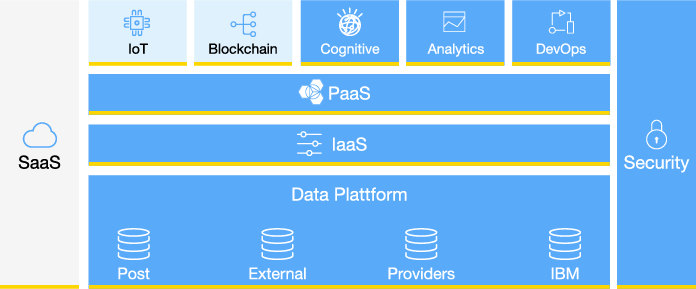 IoT
Blockchain
Cognitive
Analytics
DevOps
PaaS
IaaS
SaaS
Security
Data Plattform
Post
External
Providers
IBM